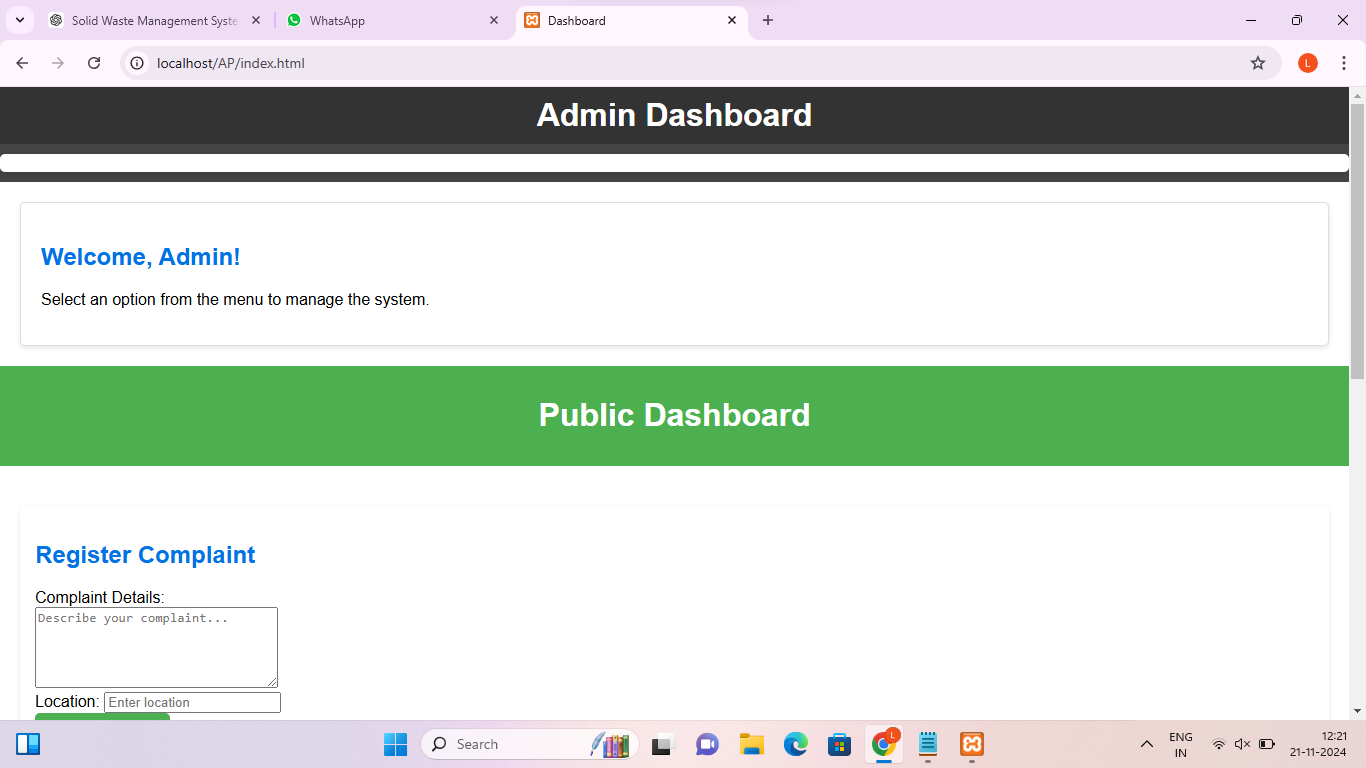 Solid Waste Management Syste
WhatsApp
Dashboard
localhost/AP/index.html
L
Admin Dashboard
Welcome, Admin!
Select an option from the menu to manage the system.
Public Dashboard
Register Complaint
Complaint Details:
Describe your complaint...
Location: Enter location
Search
L
ENG
IN
12:21
21-11-2024